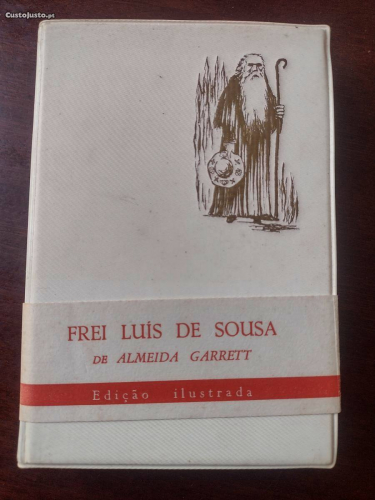 CustoJusto.pt
FREI LUÍS DE SOUSA
DE ALMEIDA GARRETT
Edição ilustrada